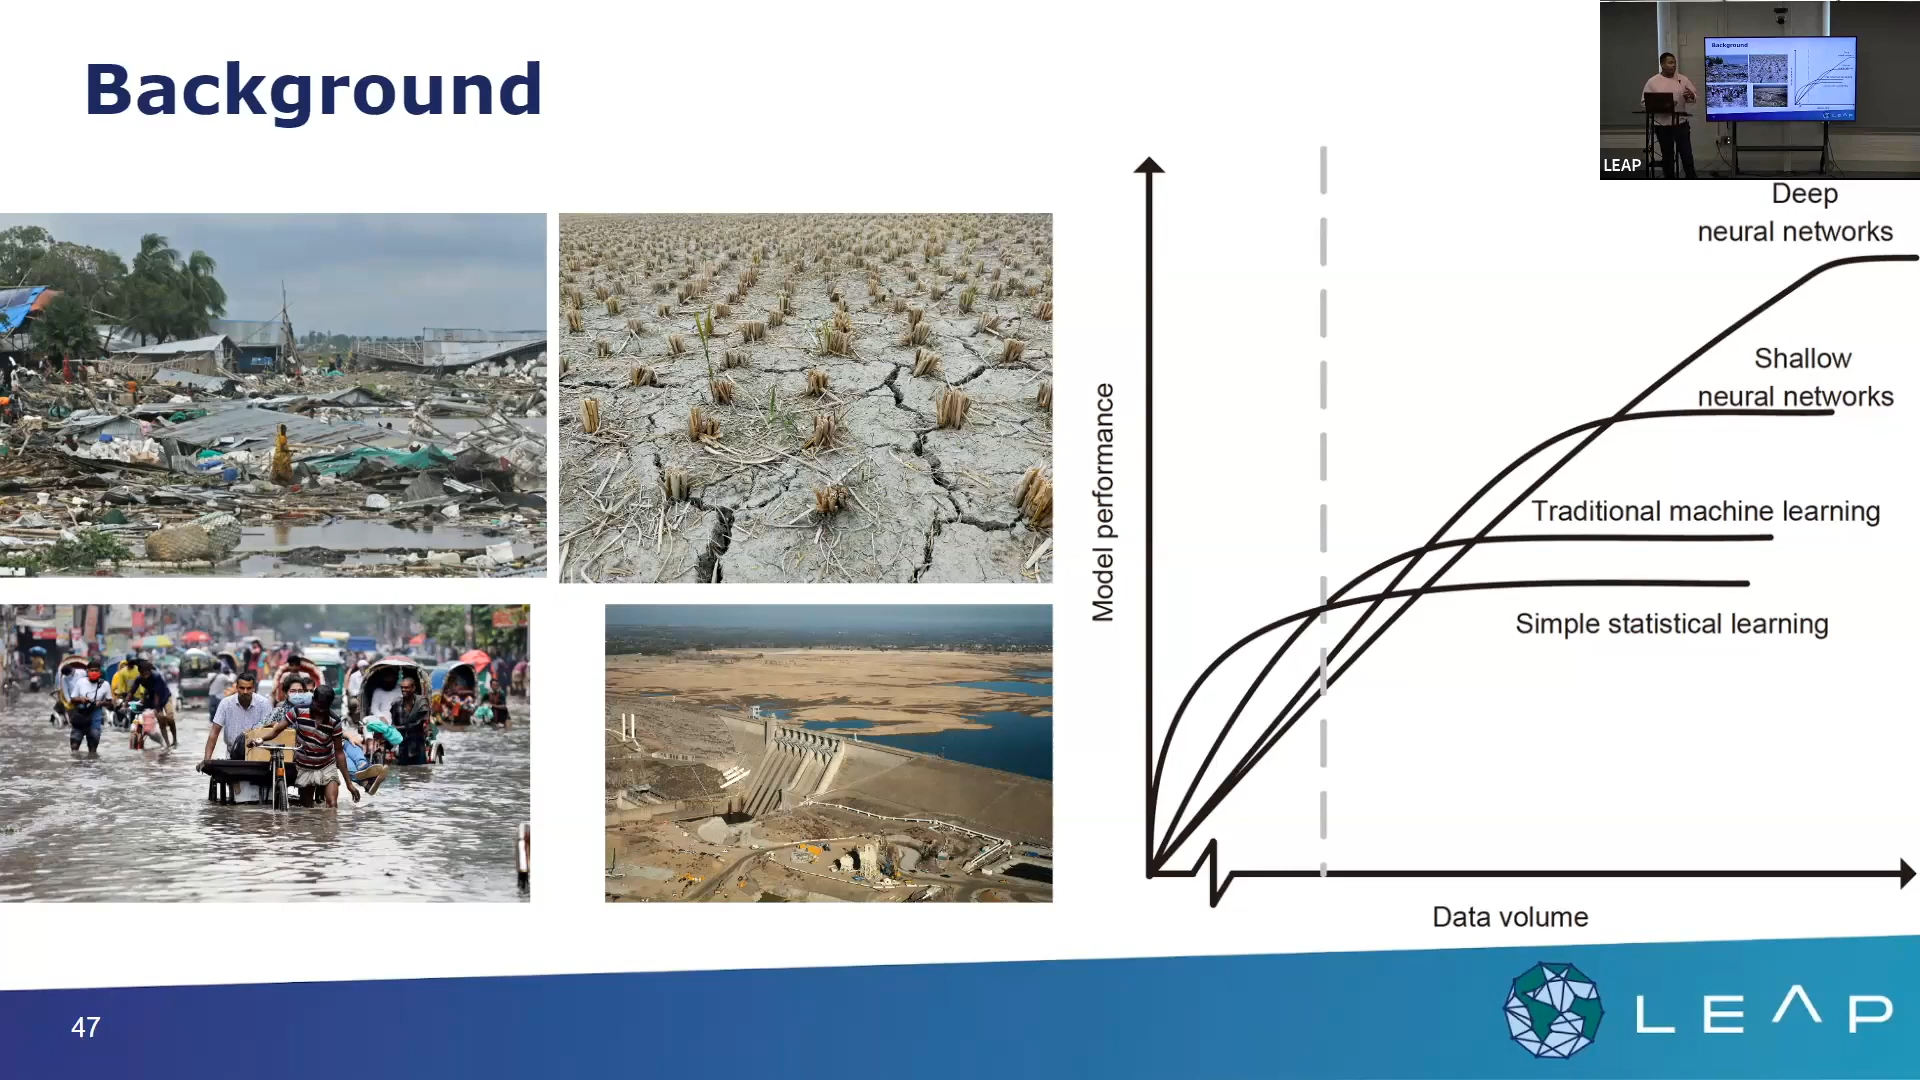 Background
LEAP
Deep
neural networks
Shallow
neural networks
Traditional machine learning
Simple statistical learning
Model performance
Data volume
47
LEAP
Background